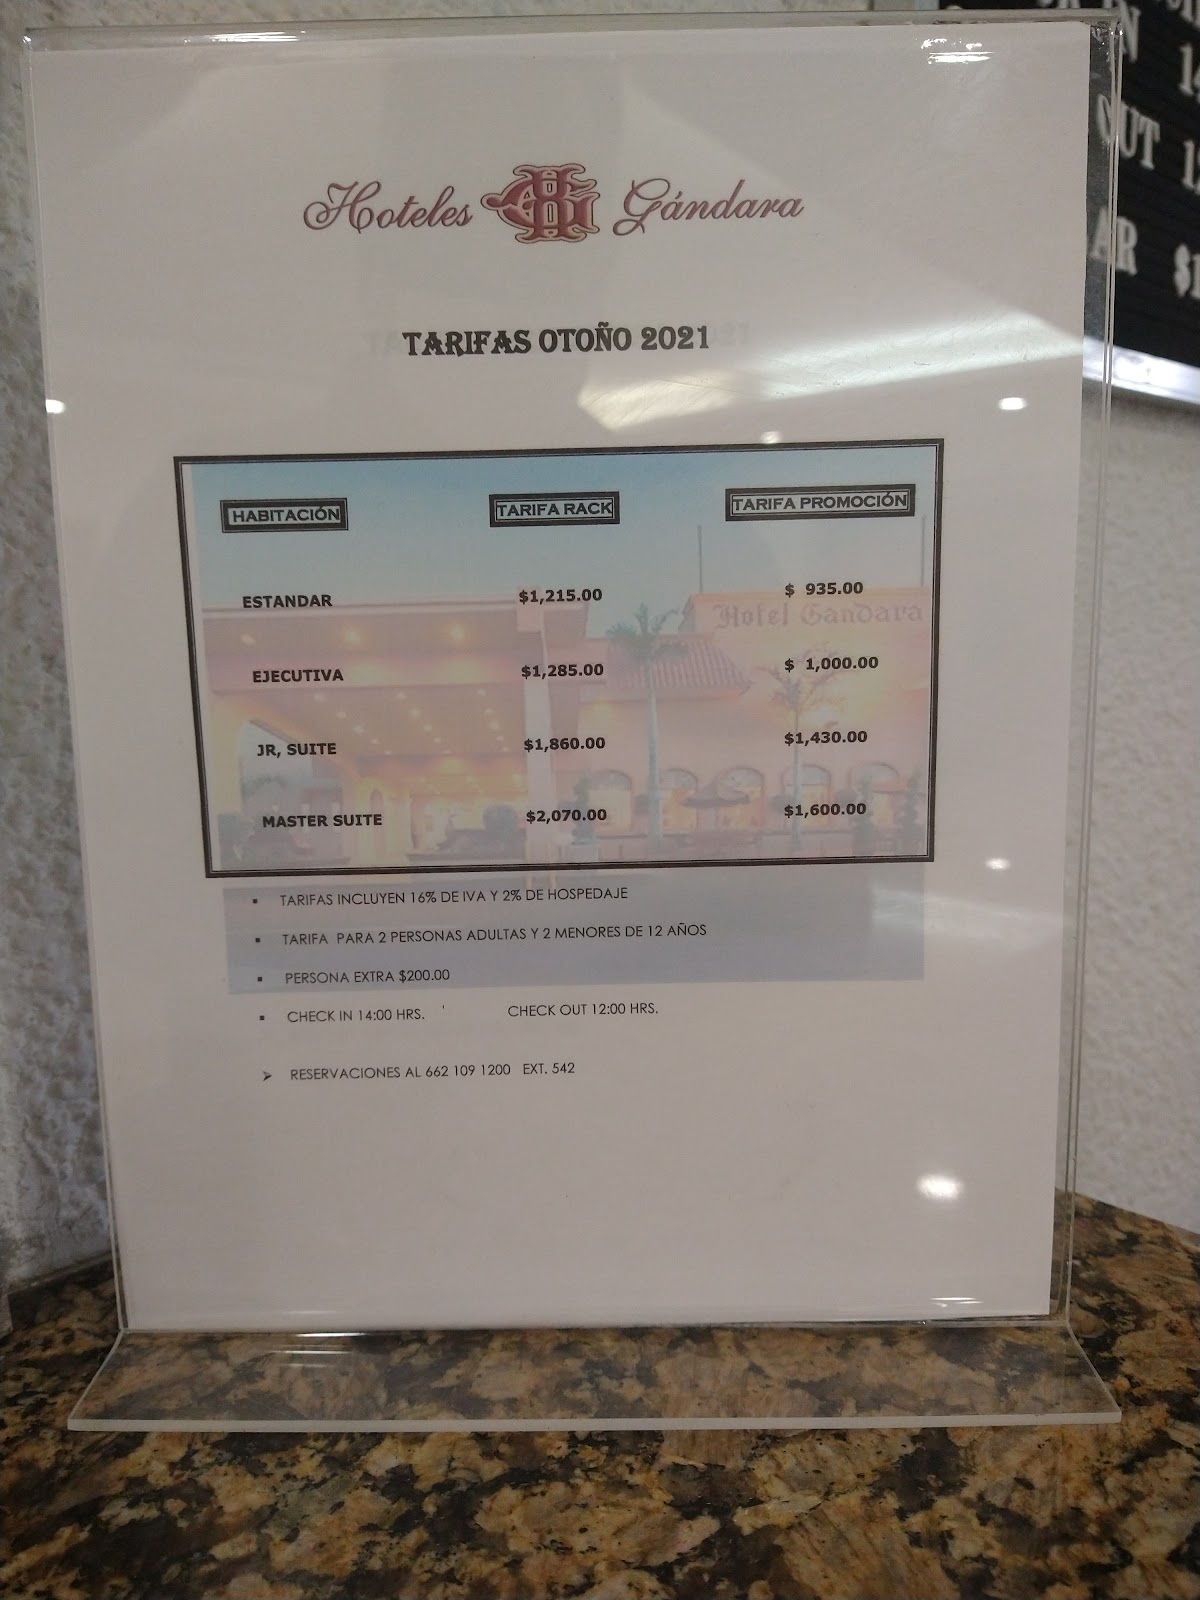 Hoteles HG Gándara
TARIFAS OTOÑO 2021
HABITACIÓN TARIFA RACK TARIFA PROMOCIÓN
ESTANDAR $1,215.00 $ 935.00
Hotel Gandara
EJECUTIVA $1,285.00 $ 1,000.00
JR, SUITE $1,860.00 $1,430.00
MASTER SUITE $2,070.00 $1,600.00
▪ TARIFAS INCLUYEN 16% DE IVA Y 2% DE HOSPEDAJE
▪ TARIFA PARA 2 PERSONAS ADULTAS Y 2 MENORES DE 12 AÑOS
▪ PERSONA EXTRA $200.00
▪ CHECK IN 14:00 HRS. ' CHECK OUT 12:00 HRS.
➢ RESERVACIONES AL 662 109 1200 EXT. 542
OUT